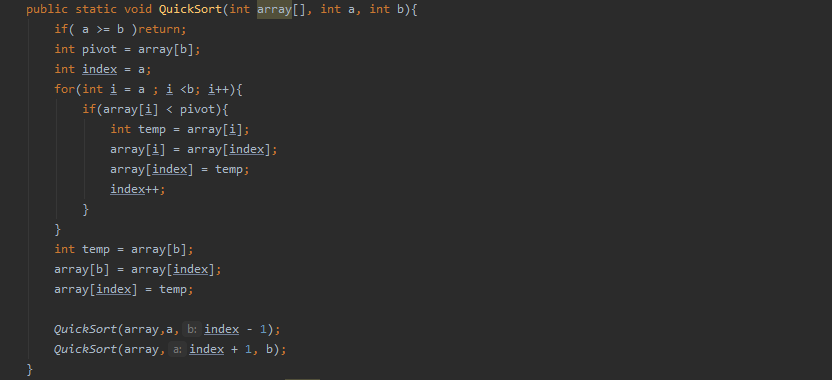 public static void QuickSort(int array[], int a, int b){
if( a >= b )return;
int pivot = array[b];
int index = a;
for(int i = a ; i <b; i++){
if(array[i] < pivot){
int temp = array[i];
array[i] = array[index];
array[index] = temp;
index++;
}
}
int temp = array[b];
array[b] = array[index];
array[index] = temp;
QuickSort(array,a, b: index - 1);
QuickSort(array, a: index + 1, b);
}